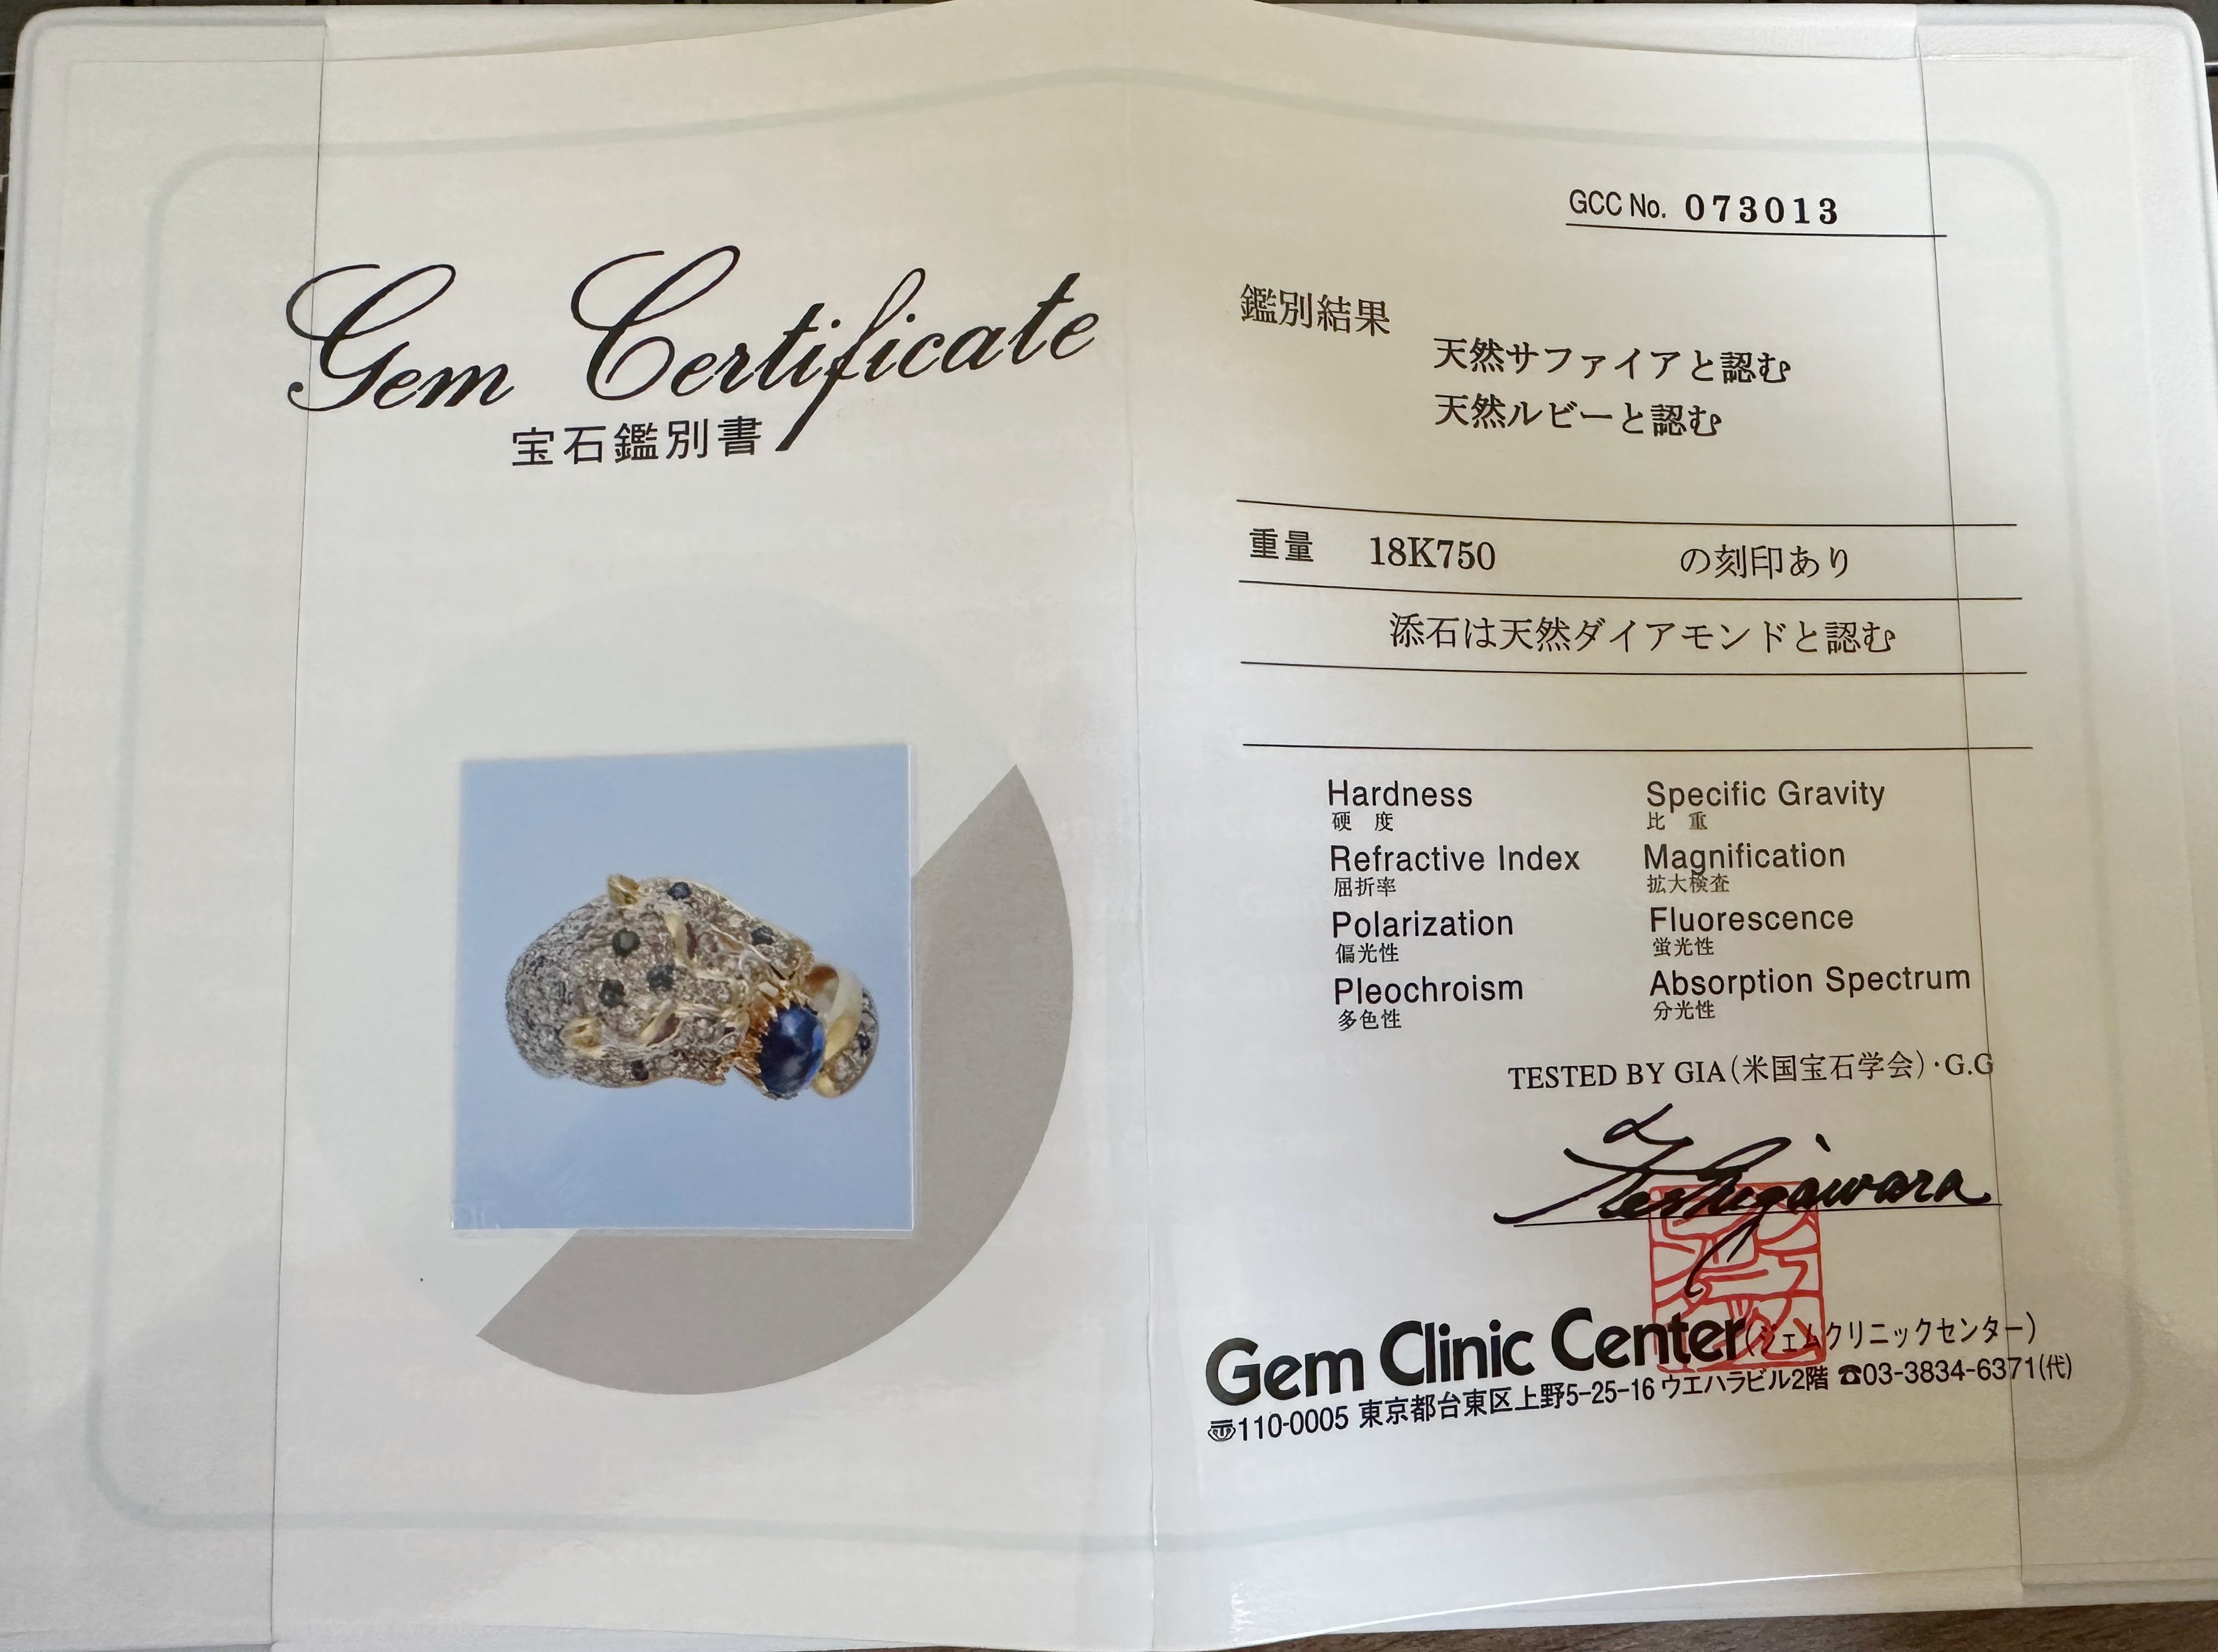 Gem Certificate
宝石鑑別書
GCC No. 073013
鑑別結果
天然サファイアと認む
天然ルビーと認む
重量 18K750 の刻印あり
添石は天然ダイアモンドと認む
Hardness Specific Gravity
硬 度 比 重
Refractive Index Magnification
屈折率 拡大検査
Polarization Fluorescence
偏光性 蛍光性
Pleochroism Absorption Spectrum
多色性 分光性
TESTED BY GIA(米国宝石学会)・G.G
Gem Clinic Center(ジェムクリニックセンター)
〠110-0005 東京都台東区上野5-25-16 ウエハラビル2階 ☎03-3834-6371(代)